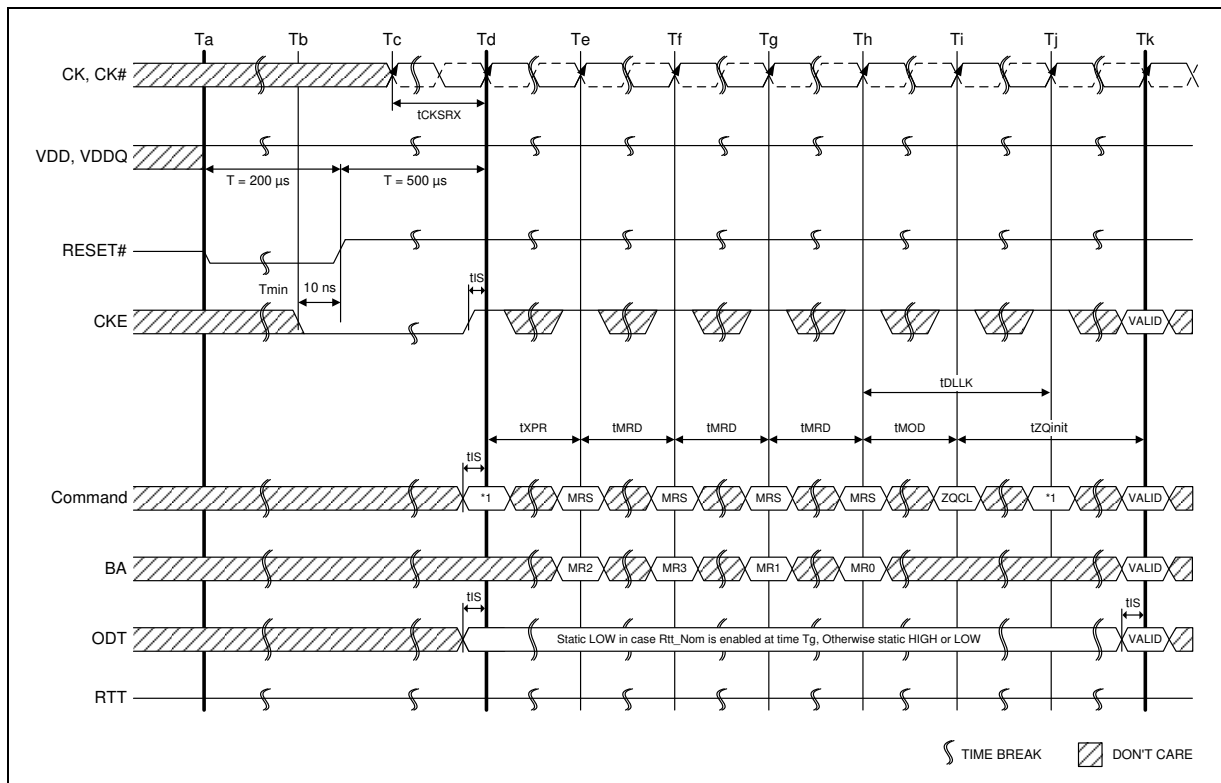 Ta Tb Tc Td Te Tf Tg Th Ti Tj Tk
CK, CK#
tCKSRX
VDD, VDDQ
T = 200 µs T = 500 µs
RESET#
tIS
Tmin 10 ns
CKE
VALID
tDLLK
tXPR tMRD tMRD tMRD tMOD tZQinit
tIS
Command *1 MRS MRS MRS MRS ZQCL *1 VALID
BA MR2 MR3 MR1 MR0 VALID
tIS tIS
ODT Static LOW in case Rtt_Nom is enabled at time Tg, Otherwise static HIGH or LOW VALID
RTT
TIME BREAK DON'T CARE